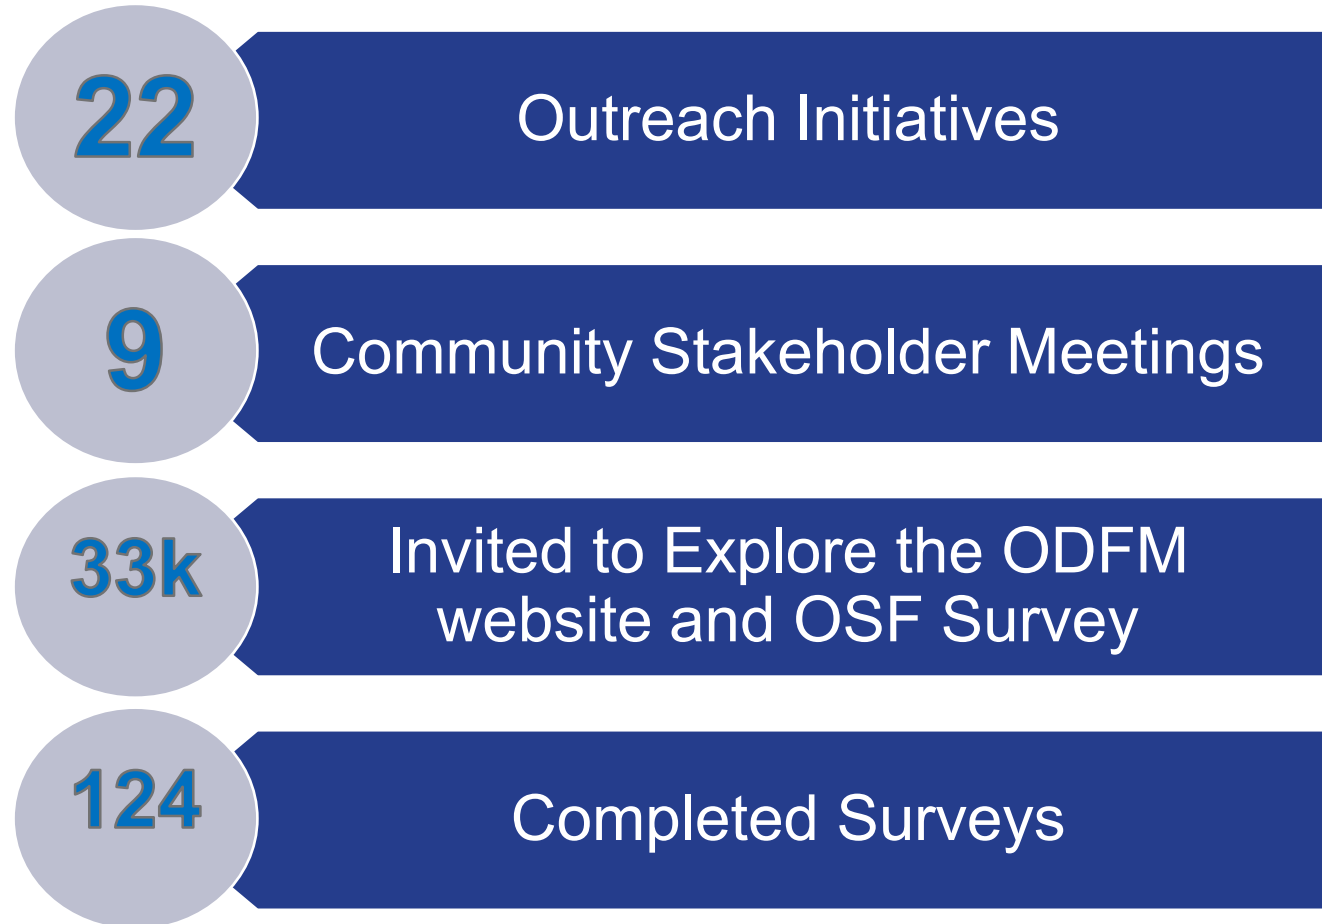 22
Outreach Initiatives
9
Community Stakeholder Meetings
33k
Invited to Explore the ODFM
website and OSF Survey
124
Completed Surveys